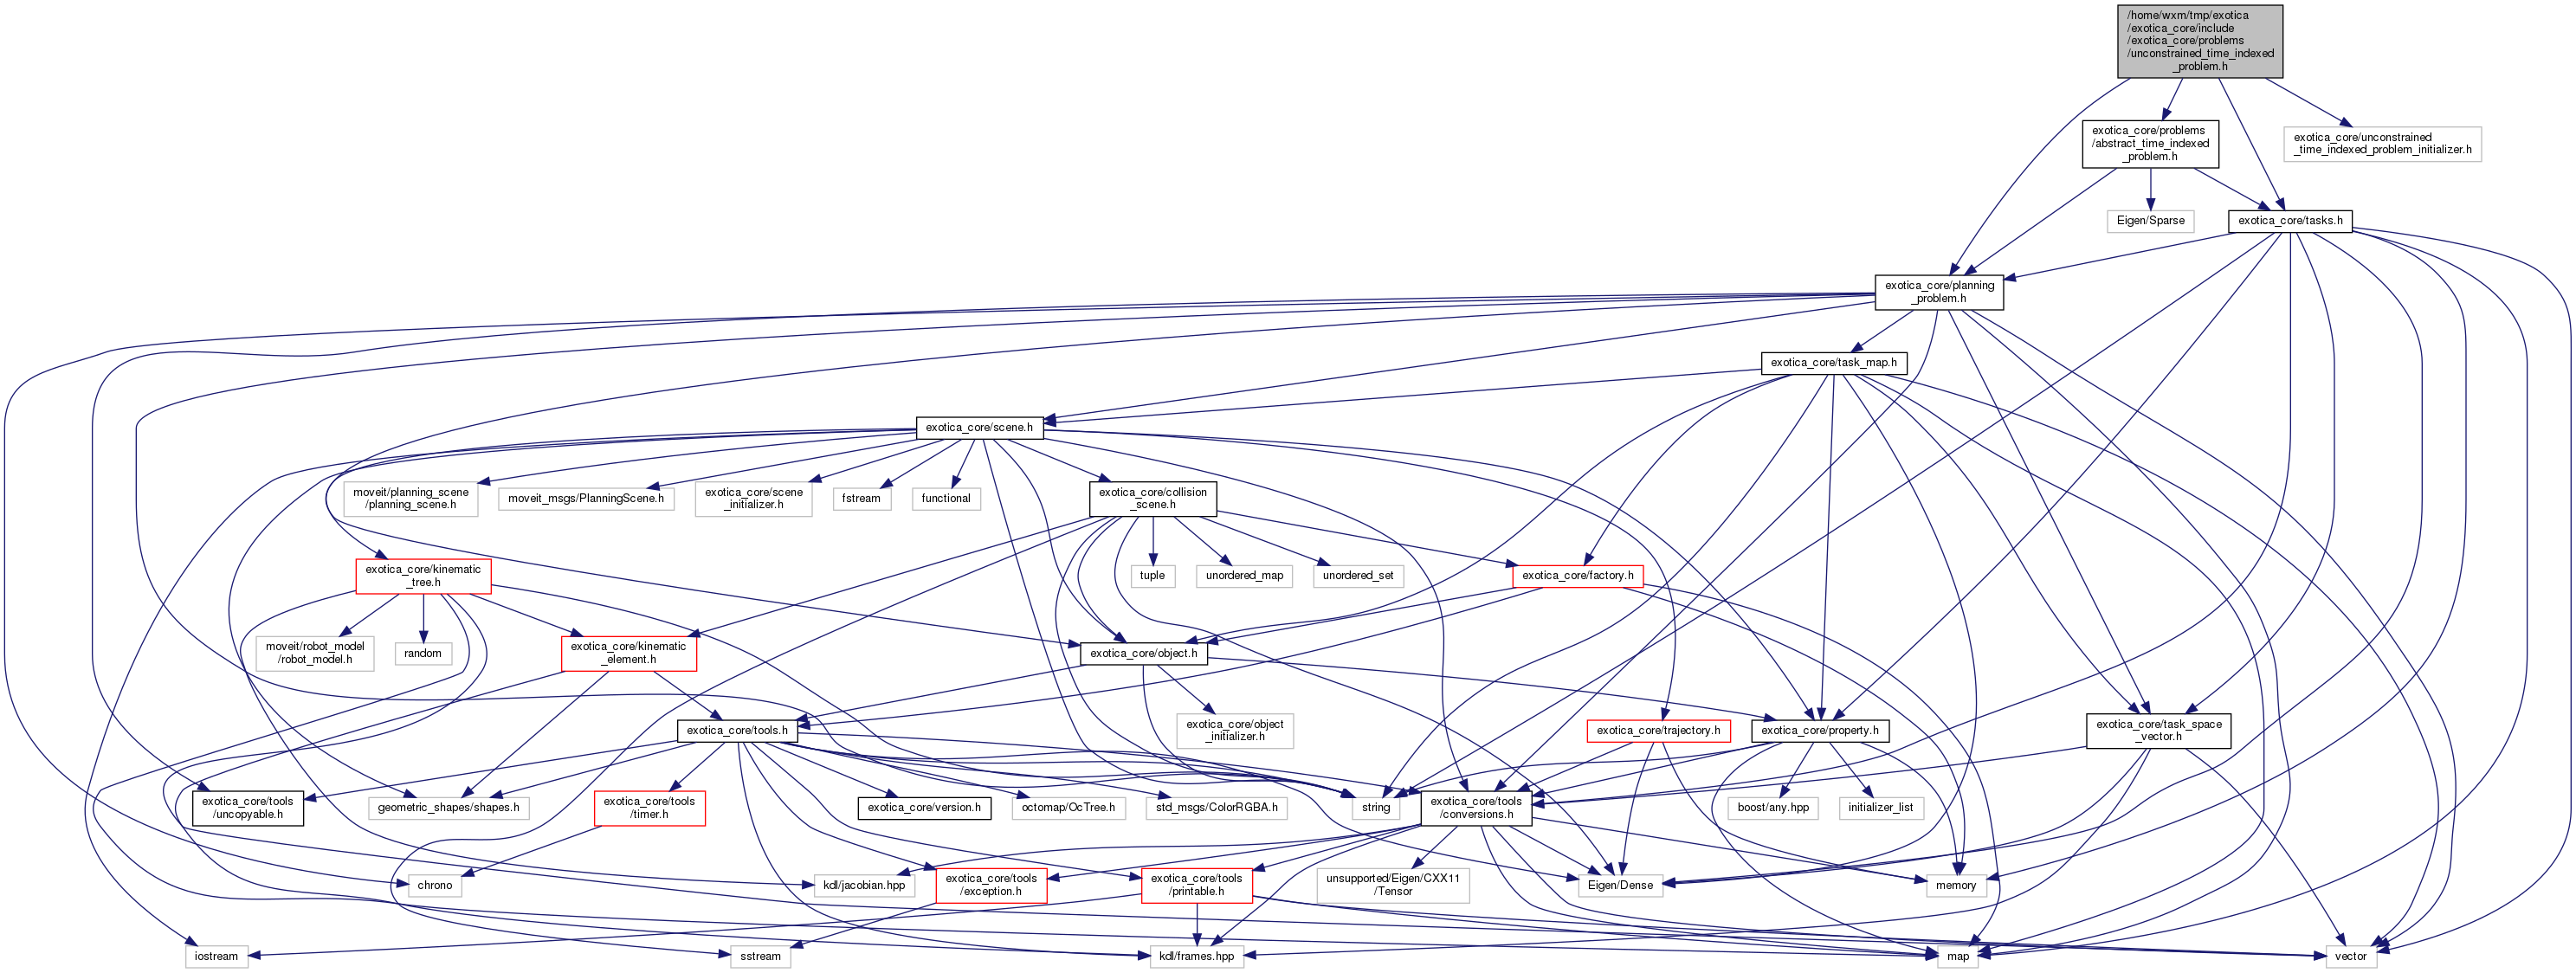 /home/wxm/tmp/exotica
/exotica_core/include
/exotica_core/problems
/unconstrained_time_indexed
_problem.h
exotica_core/problems
/abstract_time_indexed
_problem.h
exotica_core/unconstrained
_time_indexed_problem_initializer.h
Eigen/Sparse
exotica_core/tasks.h
exotica_core/planning
_problem.h
exotica_core/task_map.h
exotica_core/scene.h
moveit/planning_scene
/planning_scene.h
moveit_msgs/PlanningScene.h
exotica_core/scene
_initializer.h
fstream
functional
exotica_core/collision
_scene.h
exotica_core/kinematic
_tree.h
tuple
unordered_map
unordered_set
exotica_core/factory.h
moveit/robot_model
/robot_model.h
random
exotica_core/kinematic
_element.h
exotica_core/object.h
exotica_core/tools.h
exotica_core/object
_initializer.h
exotica_core/trajectory.h
exotica_core/property.h
exotica_core/task_space
_vector.h
exotica_core/tools
/uncopyable.h
geometric_shapes/shapes.h
exotica_core/tools
/timer.h
exotica_core/version.h
octomap/OcTree.h
std_msgs/ColorRGBA.h
string
exotica_core/tools
/conversions.h
boost/any.hpp
initializer_list
chrono
kdl/jacobian.hpp
exotica_core/tools
/exception.h
exotica_core/tools
/printable.h
unsupported/Eigen/CXX11
/Tensor
Eigen/Dense
memory
iostream
sstream
kdl/frames.hpp
map
vector